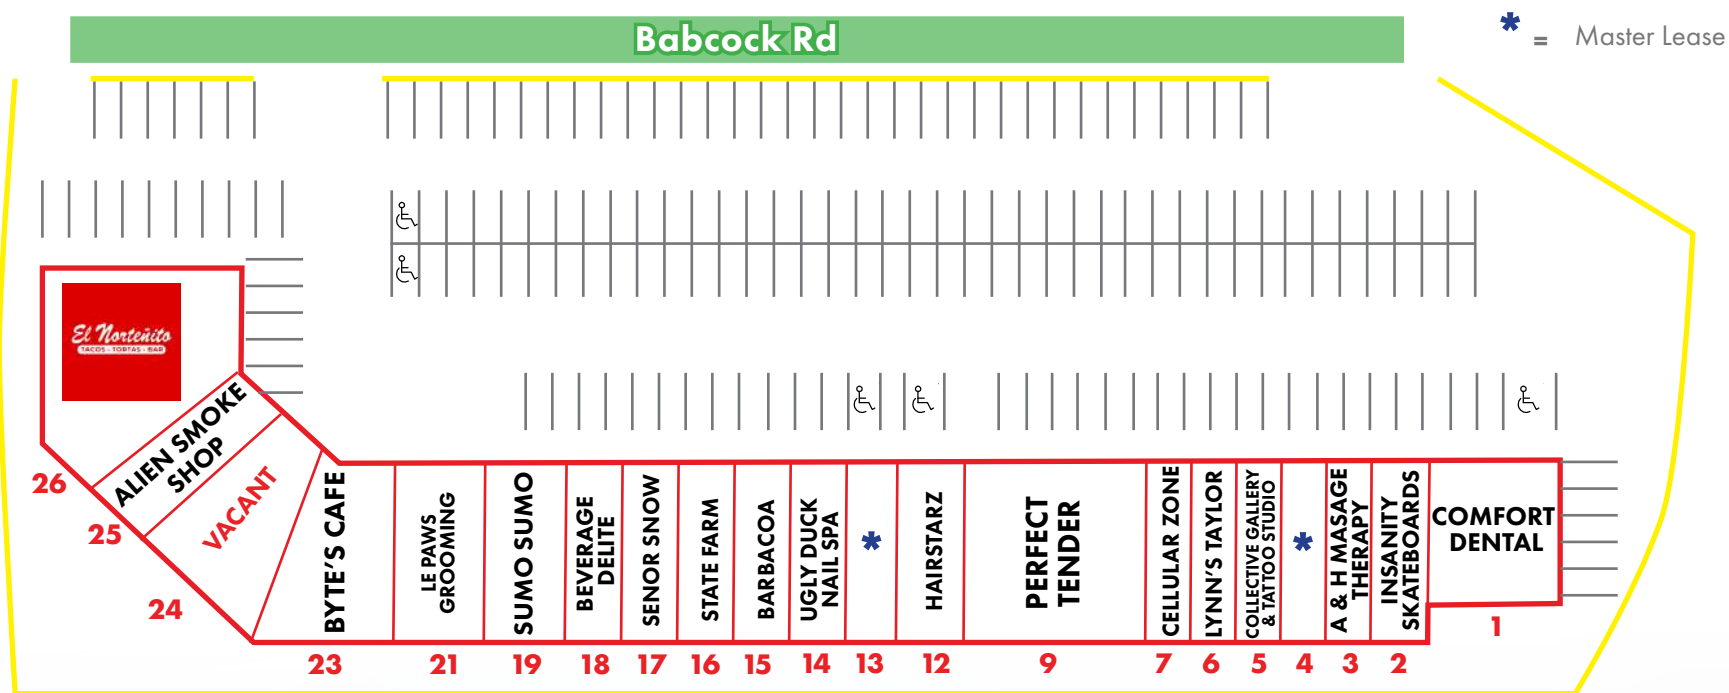 Babcock Rd
* = Master Lease
El Norteñito
TACOS - TORTAS - BAR
ALIEN SMOKE
SHOP
VACANT
BYTE'S CAFE
LE PAWS
GROOMING
SUMO SUMO
BEVERAGE
DELITE
SENOR SNOW
STATE FARM
BARBACOA
UGLY DUCK
NAIL SPA
*
HAIRSTARZ
PERFECT
TENDER
CELLULAR ZONE
LYNN'S TAYLOR
COLLECTIVE GALLERY
& TATTOO STUDIO
*
A & H MASAGE
THERAPY
INSANITY
SKATEBOARDS
COMFORT
DENTAL
26
25
24
23
21
19
18
17
16
15
14
13
12
9
7
6
5
4
3
2
1